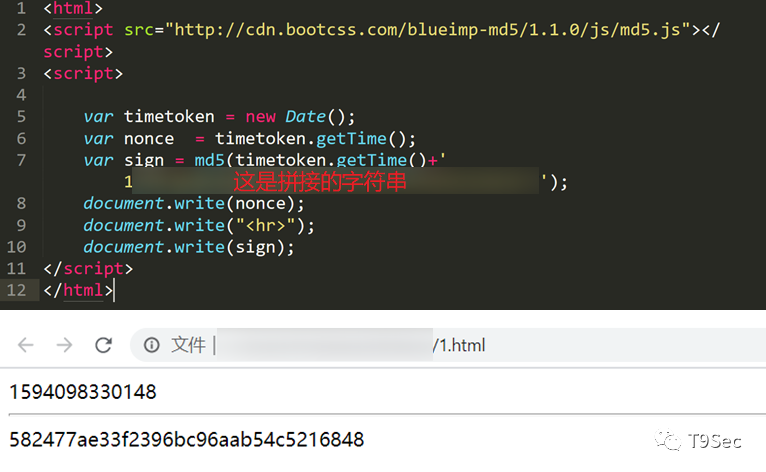 1 <html>
2 <script src="http://cdn.bootcss.com/blueimp-md5/1.1.0/js/md5.js"></
script>
3 <script>
4
5 var timetoken = new Date();
6 var nonce  = timetoken.getTime();
7 var sign = md5(timetoken.getTime()+'
1 这是拼接的字符串 ');
8 document.write(nonce);
9 document.write("<hr>");
10 document.write(sign);
11 </script>
12 </html>
文件 | /1.html
1594098330148
582477ae33f2396bc96aab54c5216848
T9Sec